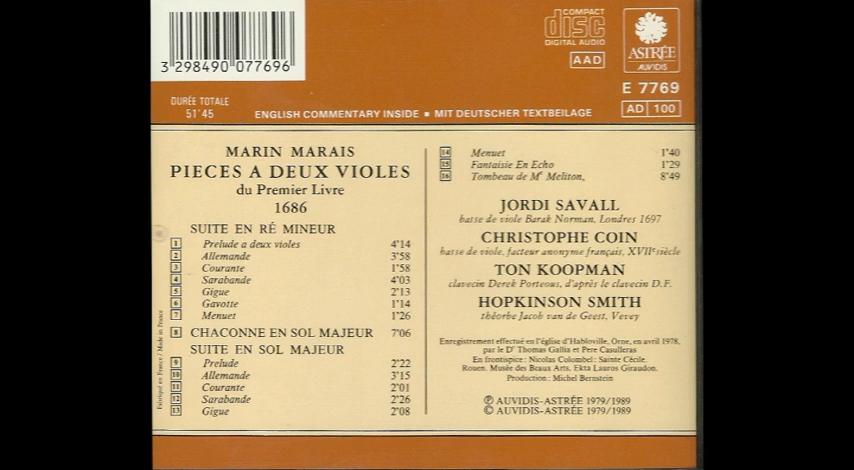 COMPACT
disc
DIGITAL AUDIO
AAD
ASTRÉE
AUVIDIS
E 7769
AD 100
3 298490 077696
DURÉE TOTALE
51'45
ENGLISH COMMENTARY INSIDE ■ MIT DEUTSCHER TEXTBEILAGE
MARIN MARAIS
PIECES A DEUX VIOLES
du Premier Livre
1686
SUITE EN RÉ MINEUR
1 Prelude a deux violes 4'14
2 Allemande 3'58
3 Courante 1'58
4 Sarabande 4'03
5 Gigue 2'13
6 Gavotte 1'14
7 Menuet 1'26
8 CHACONNE EN SOL MAJEUR 7'06
SUITE EN SOL MAJEUR
9 Prelude 2'22
10 Allemande 3'15
11 Courante 2'01
12 Sarabande 2'26
13 Gigue 2'08
14 Menuet 1'40
15 Fantaisie En Echo 1'29
16 Tombeau de Mr Meliton, 8'49
JORDI SAVALL
basse de viole Barak Norman, Londres 1697
CHRISTOPHE COIN
basse de viole, facteur anonyme français, XVIIe siècle
TON KOOPMAN
clavecin Derek Porteous, d'après le clavecin D.F.
HOPKINSON SMITH
théorbe Jacob van de Geest, Vevey
Enregistrement effectué en l'église d'Habloville, Orne, en avril 1978,
par le Dr Thomas Gallia et Pere Casulleras
En frontispice : Nicolas Colombel : Sainte Cécile.
Rouen. Musée des Beaux Arts. Ekta Lauros Giraudon.
Production : Michel Bernstein
℗ AUVIDIS-ASTRÉE 1979/1989
© AUVIDIS-ASTRÉE 1979/1989
Fabriqué en France / Made in France